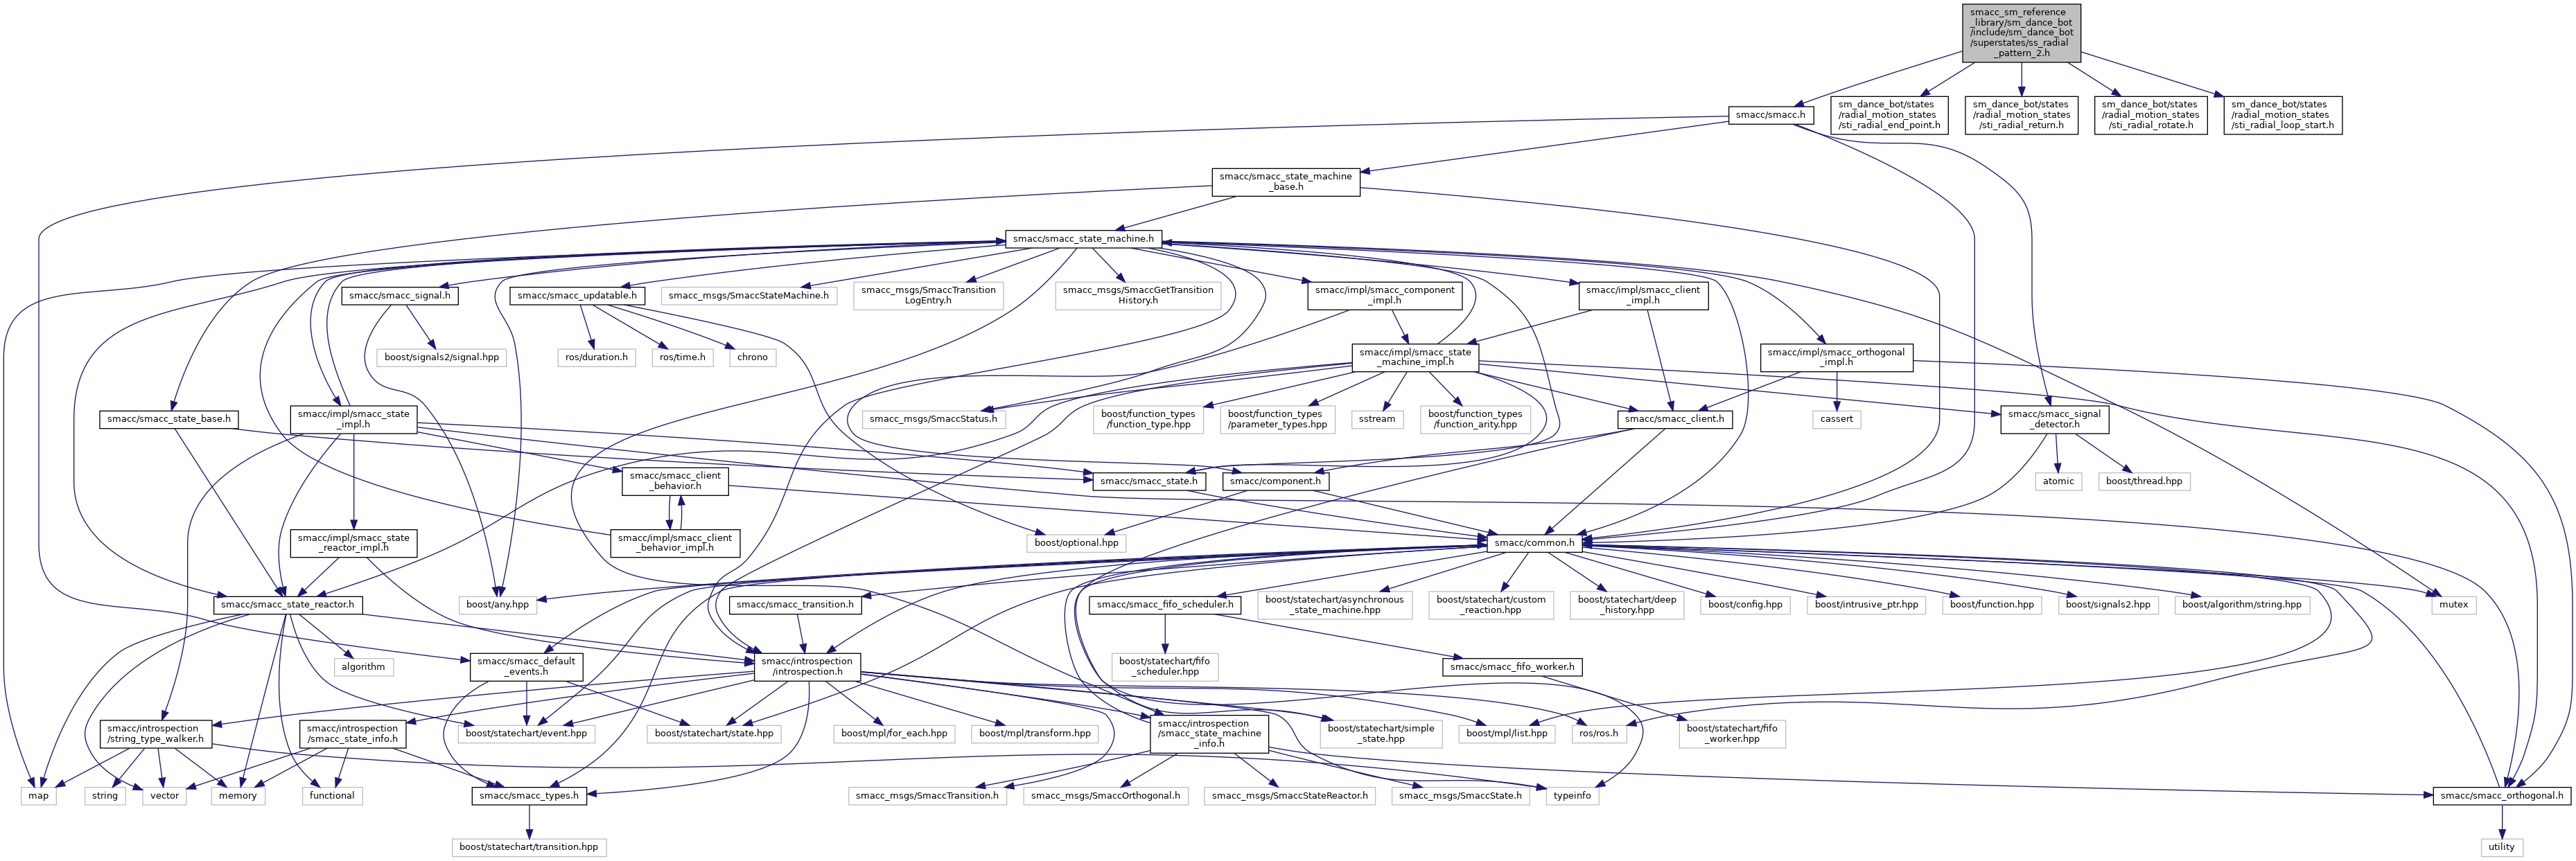 smacc_sm_reference
_library/sm_dance_bot
/include/sm_dance_bot
/superstates/ss_radial
_pattern_2.h
smacc/smacc.h
sm_dance_bot/states
/radial_motion_states
/sti_radial_end_point.h
sm_dance_bot/states
/radial_motion_states
/sti_radial_return.h
sm_dance_bot/states
/radial_motion_states
/sti_radial_rotate.h
sm_dance_bot/states
/radial_motion_states
/sti_radial_loop_start.h
smacc/smacc_state_machine
_base.h
smacc/smacc_state_machine.h
smacc/smacc_signal.h
smacc/smacc_updatable.h
smacc_msgs/SmaccStateMachine.h
smacc_msgs/SmaccTransition
LogEntry.h
smacc_msgs/SmaccGetTransition
History.h
smacc/impl/smacc_component
_impl.h
smacc/impl/smacc_client
_impl.h
boost/signals2/signal.hpp
ros/duration.h
ros/time.h
chrono
smacc/impl/smacc_state
_machine_impl.h
smacc/impl/smacc_orthogonal
_impl.h
smacc/smacc_state_base.h
smacc/impl/smacc_state
_impl.h
smacc_msgs/SmaccStatus.h
boost/function_types
/function_type.hpp
boost/function_types
/parameter_types.hpp
sstream
boost/function_types
/function_arity.hpp
smacc/smacc_client.h
cassert
smacc/smacc_signal
_detector.h
smacc/smacc_client
_behavior.h
smacc/smacc_state.h
smacc/component.h
atomic
boost/thread.hpp
smacc/impl/smacc_state
_reactor_impl.h
smacc/impl/smacc_client
_behavior_impl.h
boost/optional.hpp
smacc/common.h
smacc/smacc_state_reactor.h
boost/any.hpp
smacc/smacc_transition.h
smacc/smacc_fifo_scheduler.h
boost/statechart/asynchronous
_state_machine.hpp
boost/statechart/custom
_reaction.hpp
boost/statechart/deep
_history.hpp
boost/config.hpp
boost/intrusive_ptr.hpp
boost/function.hpp
boost/signals2.hpp
boost/algorithm/string.hpp
mutex
algorithm
smacc/smacc_default
_events.h
smacc/introspection
/introspection.h
boost/statechart/fifo
_scheduler.hpp
smacc/smacc_fifo_worker.h
smacc/introspection
/string_type_walker.h
smacc/introspection
/smacc_state_info.h
boost/statechart/event.hpp
boost/statechart/state.hpp
boost/mpl/for_each.hpp
boost/mpl/transform.hpp
smacc/introspection
/smacc_state_machine
_info.h
boost/statechart/simple
_state.hpp
boost/mpl/list.hpp
ros/ros.h
boost/statechart/fifo
_worker.hpp
map
string
vector
memory
functional
smacc/smacc_types.h
smacc_msgs/SmaccTransition.h
smacc_msgs/SmaccOrthogonal.h
smacc_msgs/SmaccStateReactor.h
smacc_msgs/SmaccState.h
typeinfo
smacc/smacc_orthogonal.h
boost/statechart/transition.hpp
utility